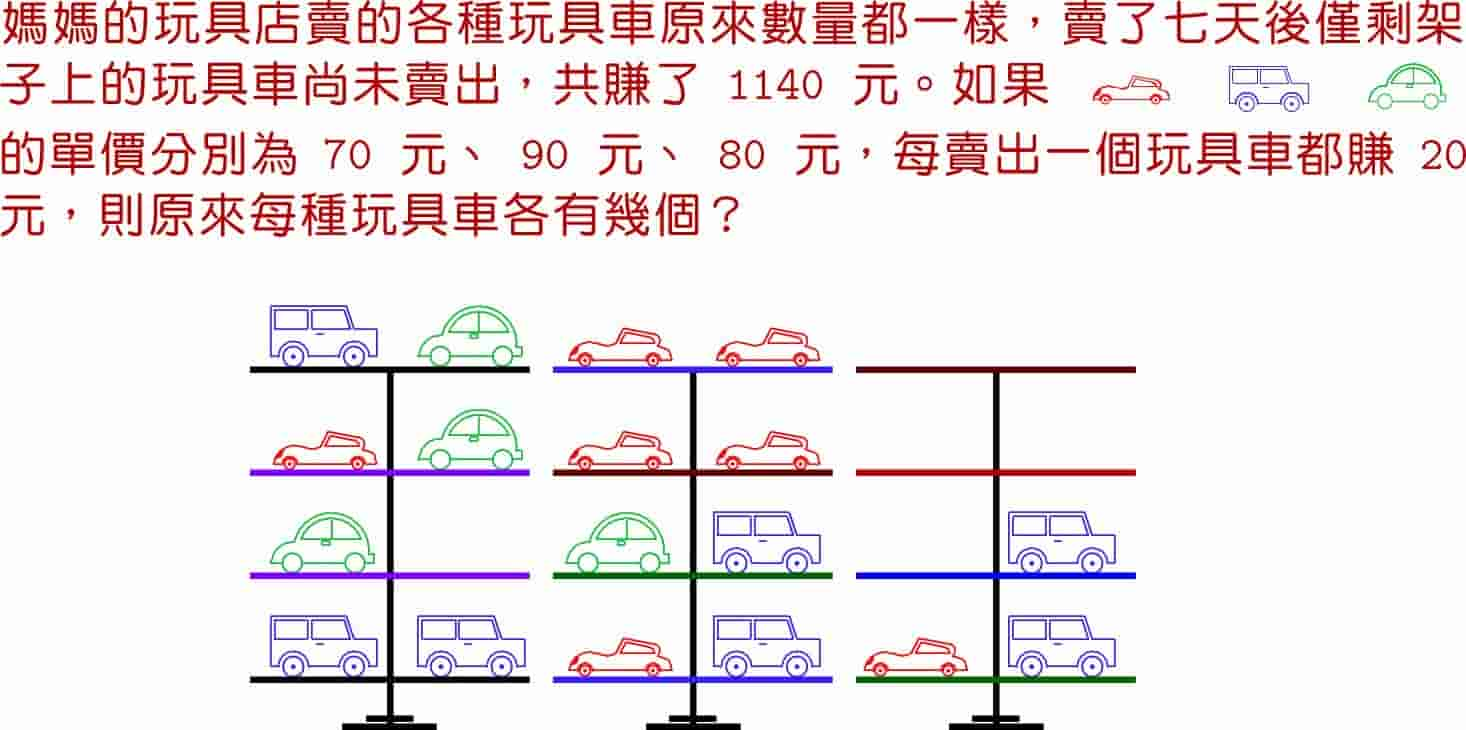 媽媽的玩具店賣的各種玩具車原來數量都一樣，賣了七天後僅剩架
子上的玩具車尚未賣出，共賺了 1140 元。如果
的單價分別為 70 元、 90 元、 80 元，每賣出一個玩具車都賺 20
元，則原來每種玩具車各有幾個？